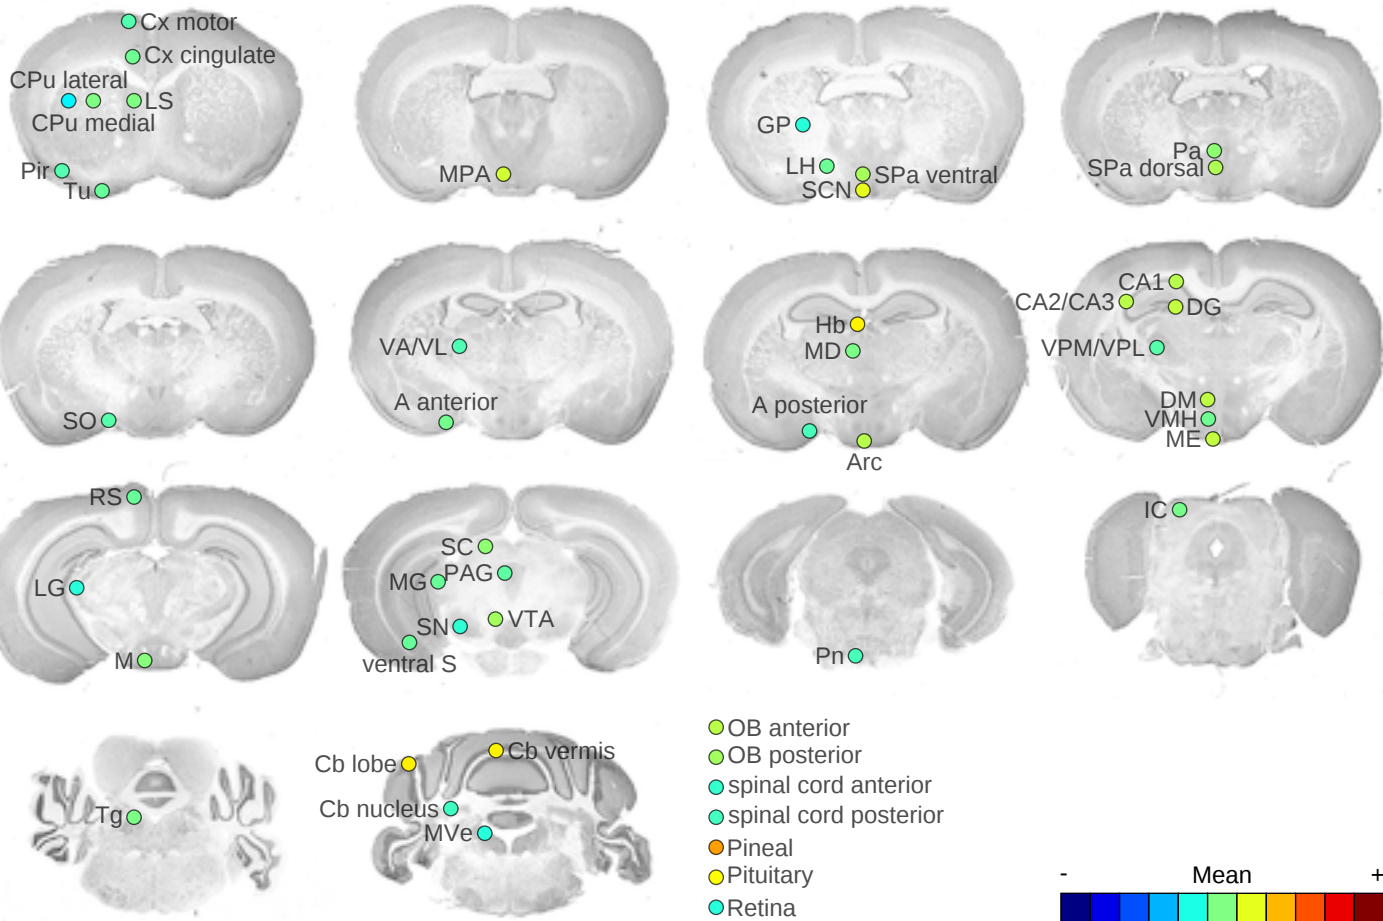 Cx motor
Cx cingulate
CPu lateral
LS
CPu medial
Pir
Tu
MPA
GP
LH
SPa ventral
SCN
Pa
SPa dorsal
SO
VA/VL
A anterior
Hb
MD
A posterior
Arc
CA1
CA2/CA3
DG
VPM/VPL
DM
VMH
ME
RS
LG
M
SC
MG
PAG
SN
VTA
ventral S
Pn
IC
Tg
Cb lobe
Cb vermis
Cb nucleus
MVe
OB anterior
OB posterior
spinal cord anterior
spinal cord posterior
Pineal
Pituitary
Retina
- Mean +